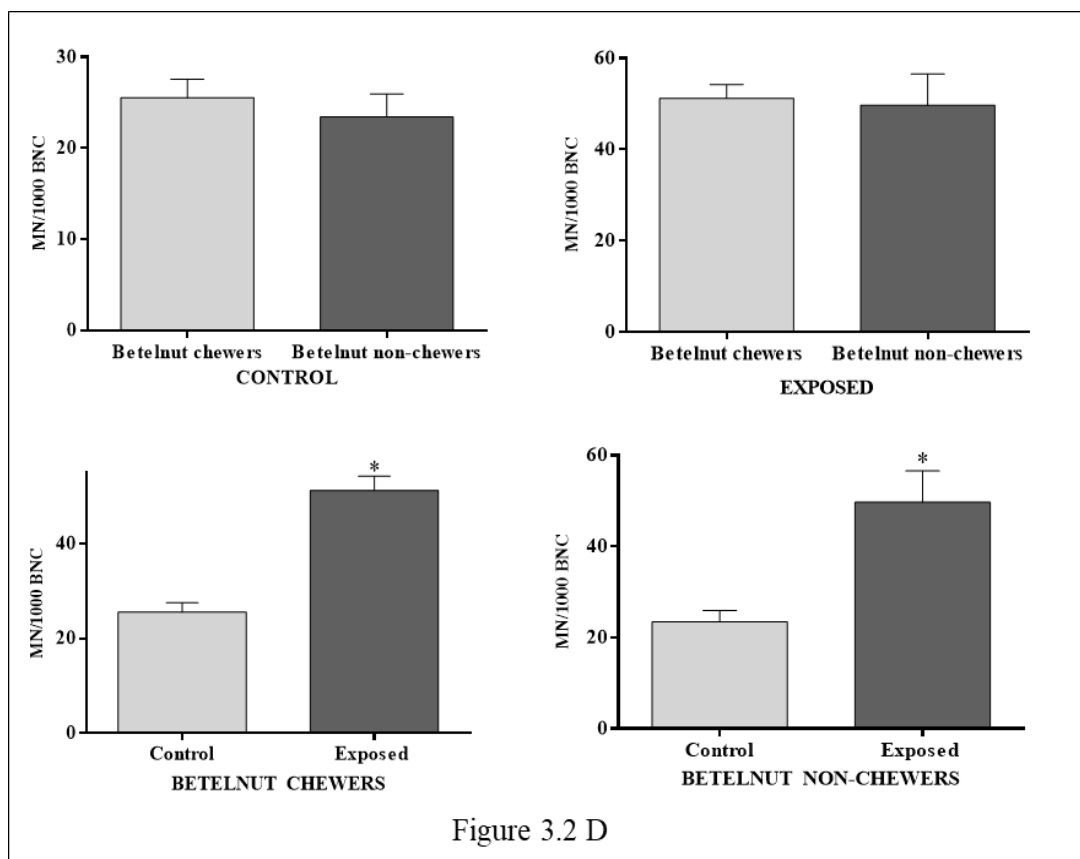 30
20
10
0
MN/1000 BNC
Betelnut chewers Betelnut non-chewers
CONTROL
60
40
20
0
MN/1000 BNC
Betelnut chewers Betelnut non-chewers
EXPOSED
*
40
20
0
MN/1000 BNC
Control Exposed
BETELNUT CHEWERS
*
60
40
20
0
MN/1000 BNC
Control Exposed
BETELNUT NON-CHEWERS
Figure 3.2 D